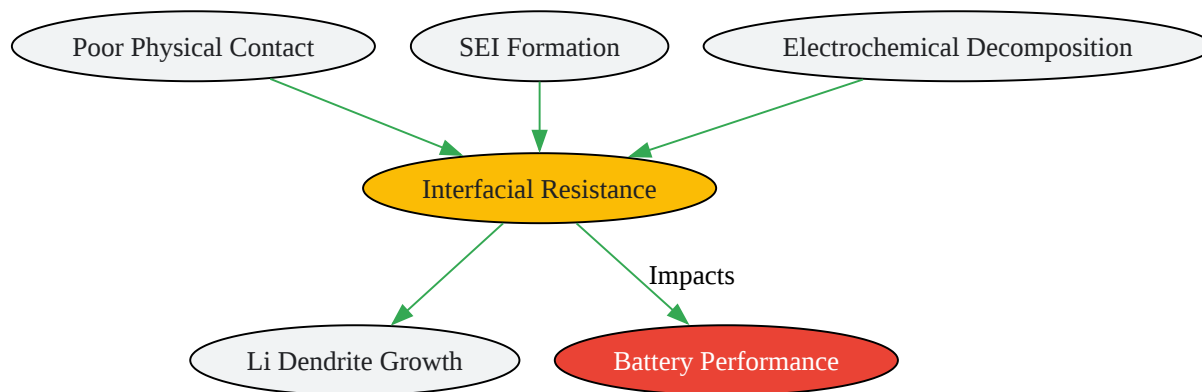 Poor Physical Contact
SEI Formation
Electrochemical Decomposition
Interfacial Resistance
Impacts
Li Dendrite Growth
Battery Performance